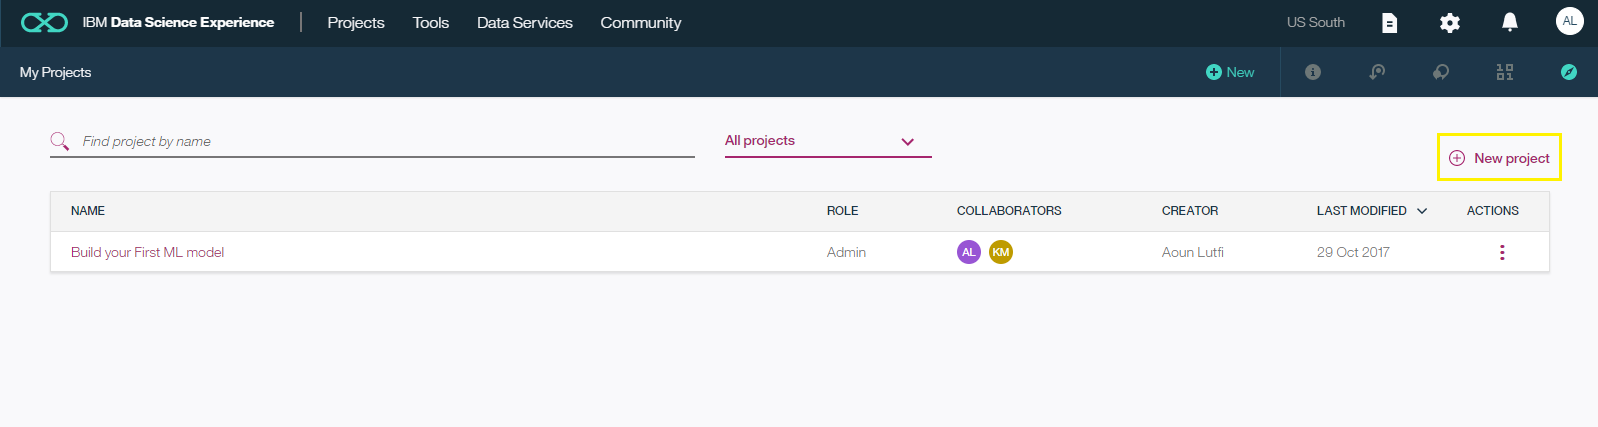 IBM Data Science Experience Projects Tools Data Services Community US South AL
My Projects New
Find project by name All projects New project
NAME ROLE COLLABORATORS CREATOR LAST MODIFIED ACTIONS
Build your First ML model Admin AL KM Aoun Lutfi 29 Oct 2017